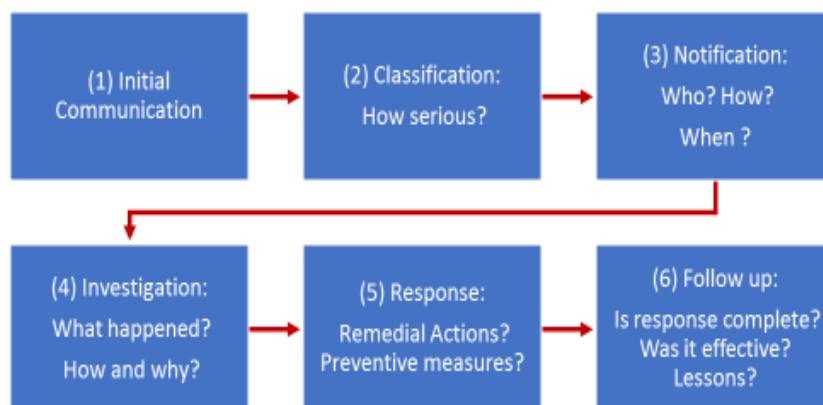 (1) Initial
Communication
(2) Classification:
How serious?
(3) Notification:
Who? How?
When ?
(4) Investigation:
What happened?
How and why?
(5) Response:
Remedial Actions?
Preventive measures?
(6) Follow up:
Is response complete?
Was it effective?
Lessons?